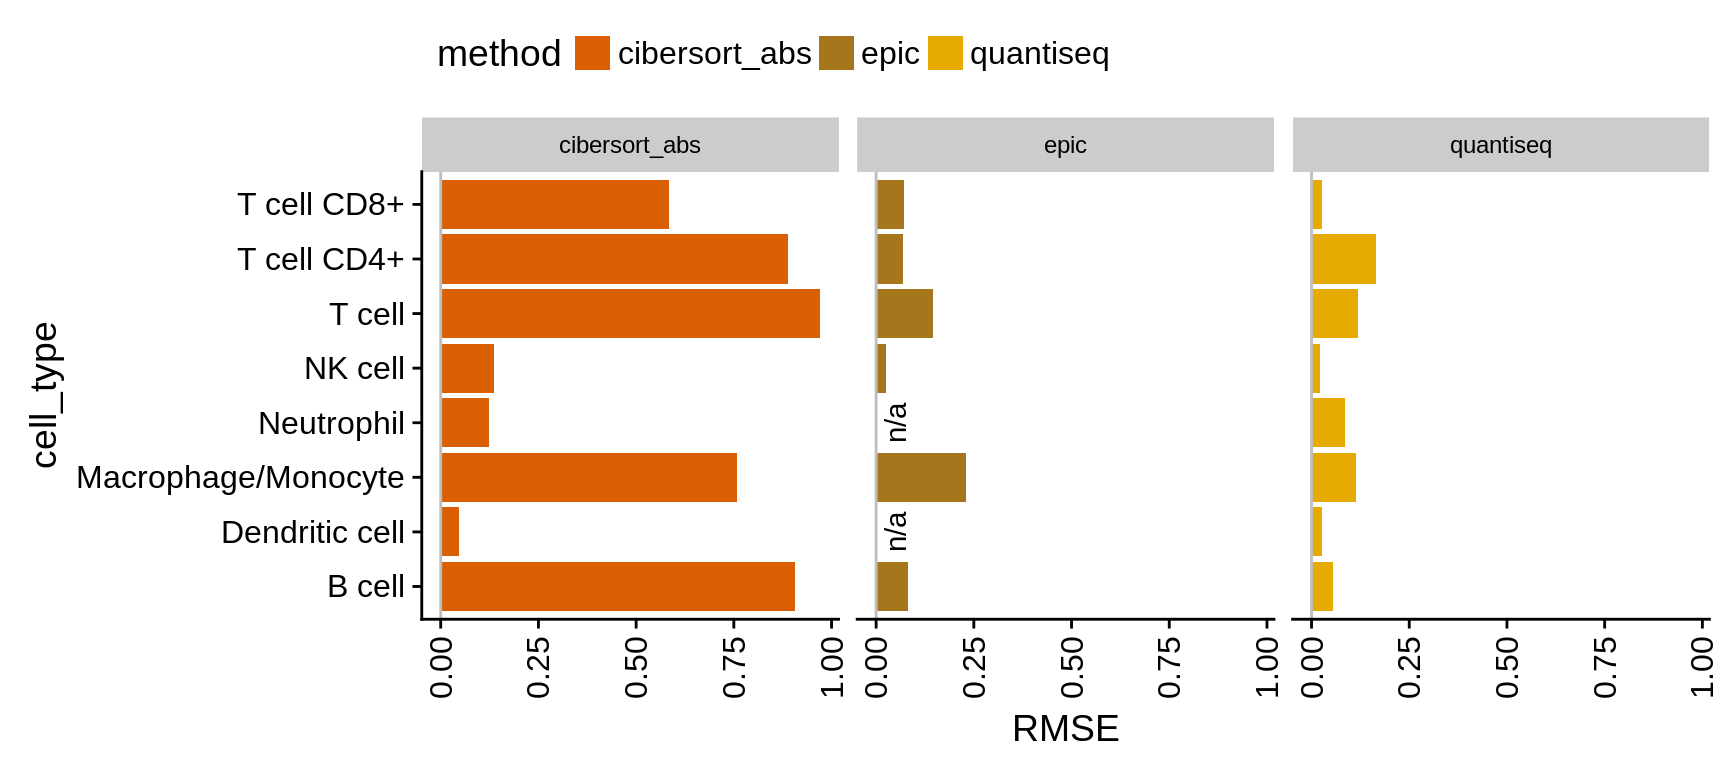 method cibersort_abs epic quantiseq
cibersort_abs epic quantiseq
cell_type
T cell CD8+
T cell CD4+
T cell
NK cell
Neutrophil n/a
Macrophage/Monocyte
Dendritic cell n/a
B cell
0.00 0.25 0.50 0.75 1.00 0.00 0.25 0.50 0.75 1.00 0.00 0.25 0.50 0.75 1.00
RMSE